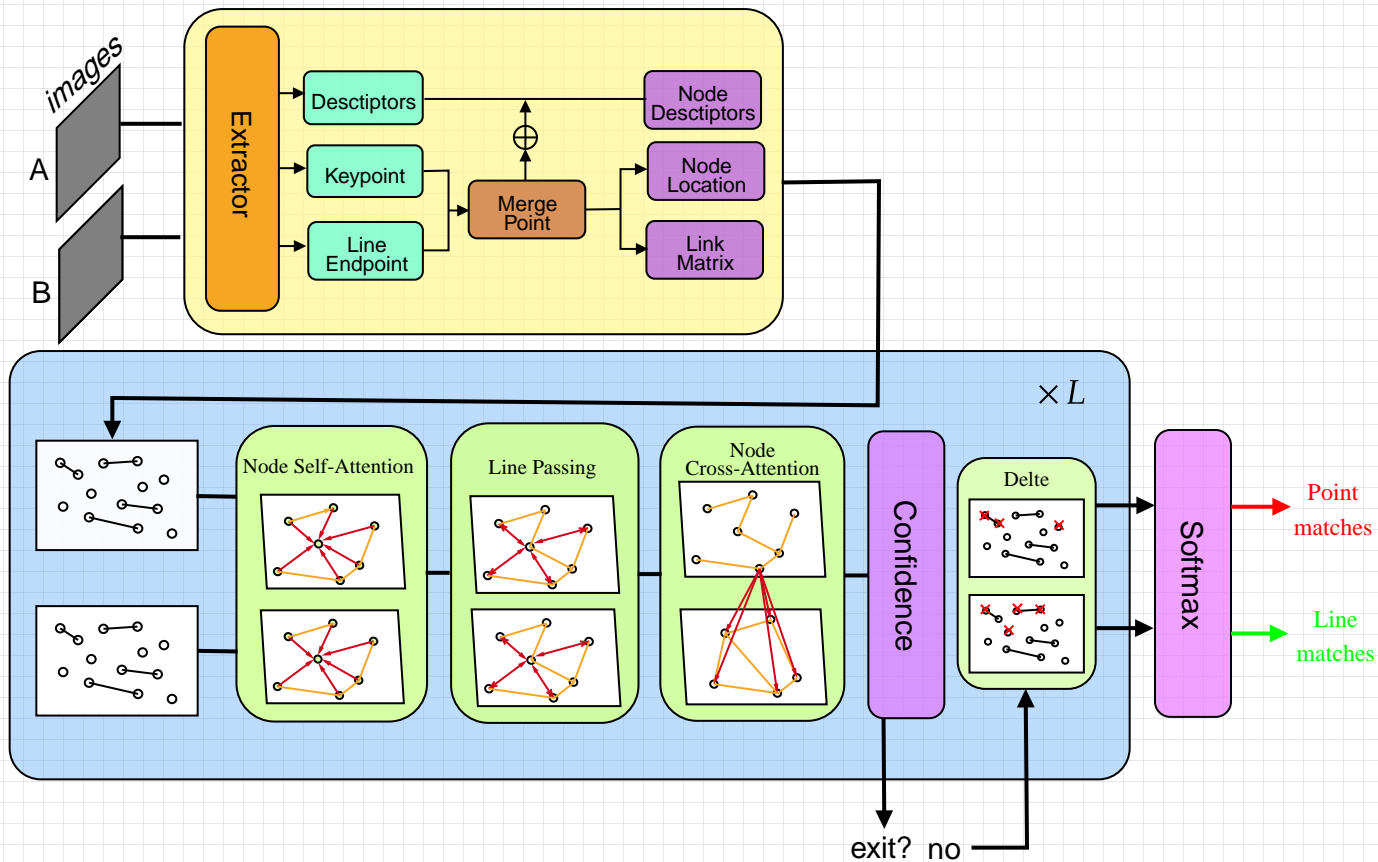 images
A
B
Extractor
Desctiptors
Keypoint
Line
Endpoint
Merge
Point
Node
Desctiptors
Node
Location
Link
Matrix
× L
Node Self-Attention
Line Passing
Node
Cross-Attention
Confidence
Delte
Softmax
Point
matches
Line
matches
exit? no